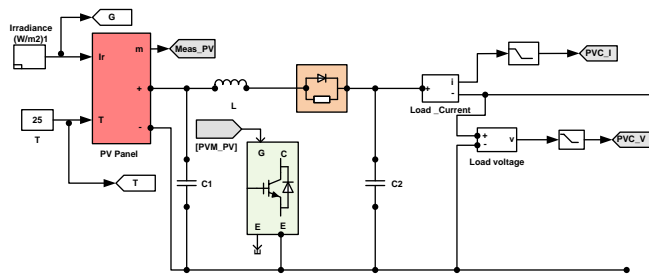 Irradiance
(W/m2)1
G
Ir
m
Meas_PV
+
25
T
T
-
PV Panel
T
L
[PVM_PV]
G
C
E
E
E
C1
C2
+
i
-
Load _Current
PVC_I
+
-
v
Load voltage
PVC_V